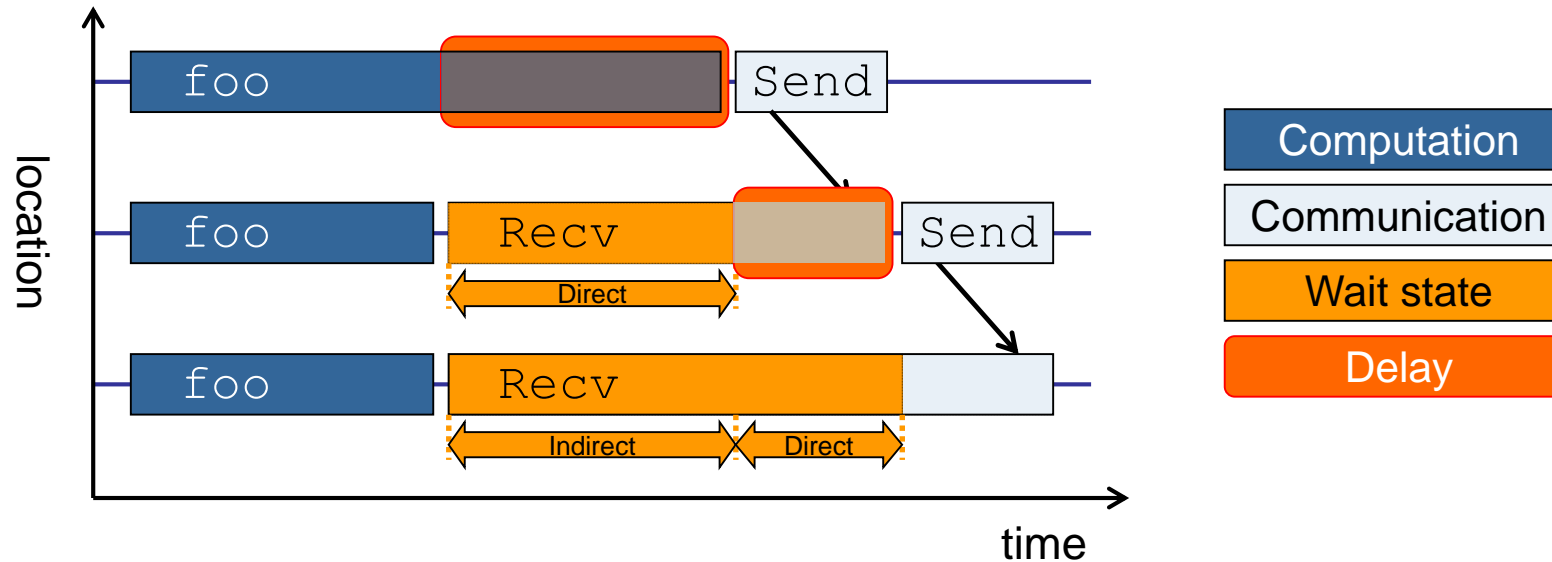 foo
Send
foo
Recv
Send
Direct
foo
Recv
Indirect
Direct
location
time
Computation
Communication
Wait state
Delay